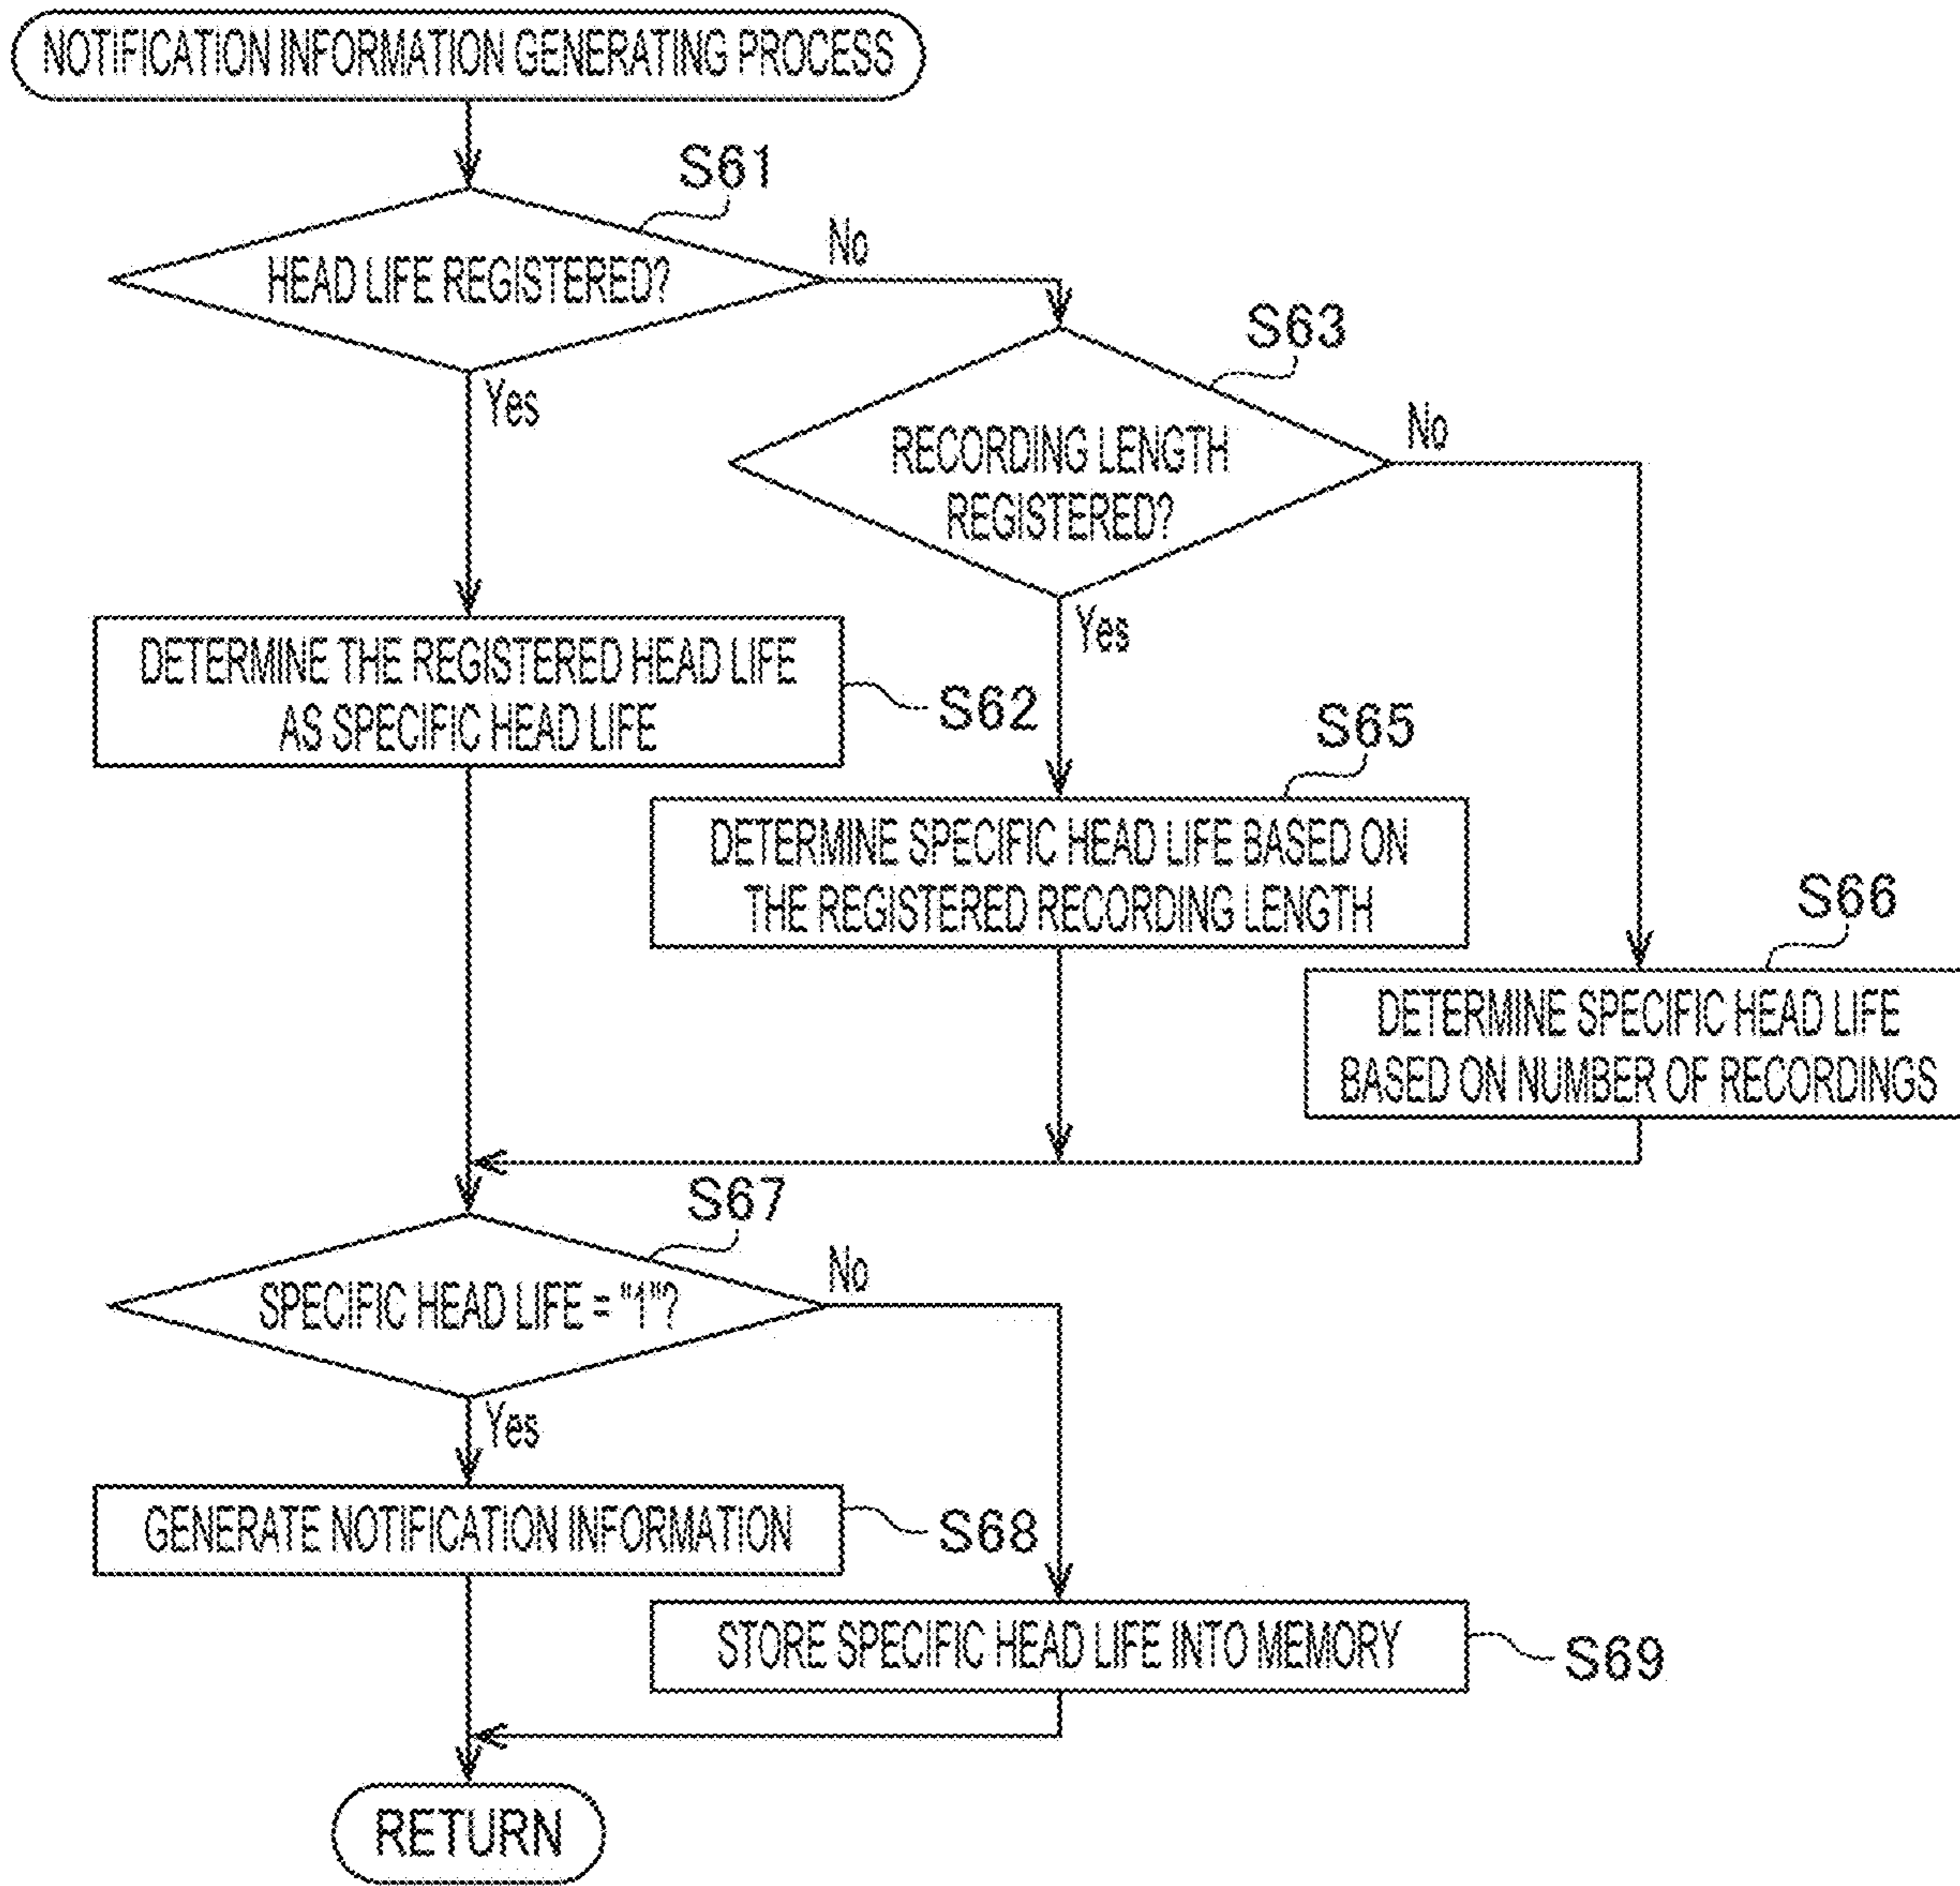 NOTIFICATION INFORMATION GENERATING PROCESS
S61
HEAD LIFE REGISTERED?
No
Yes
S63
RECORDING LENGTH
REGISTERED?
No
Yes
DETERMINE THE REGISTERED HEAD LIFE
AS SPECIFIC HEAD LIFE
S62
S65
DETERMINE SPECIFIC HEAD LIFE BASED ON
THE REGISTERED RECORDING LENGTH
S66
DETERMINE SPECIFIC HEAD LIFE
BASED ON NUMBER OF RECORDINGS
S67
SPECIFIC HEAD LIFE = "1"?
No
Yes
GENERATE NOTIFICATION INFORMATION
S68
STORE SPECIFIC HEAD LIFE INTO MEMORY
S69
RETURN